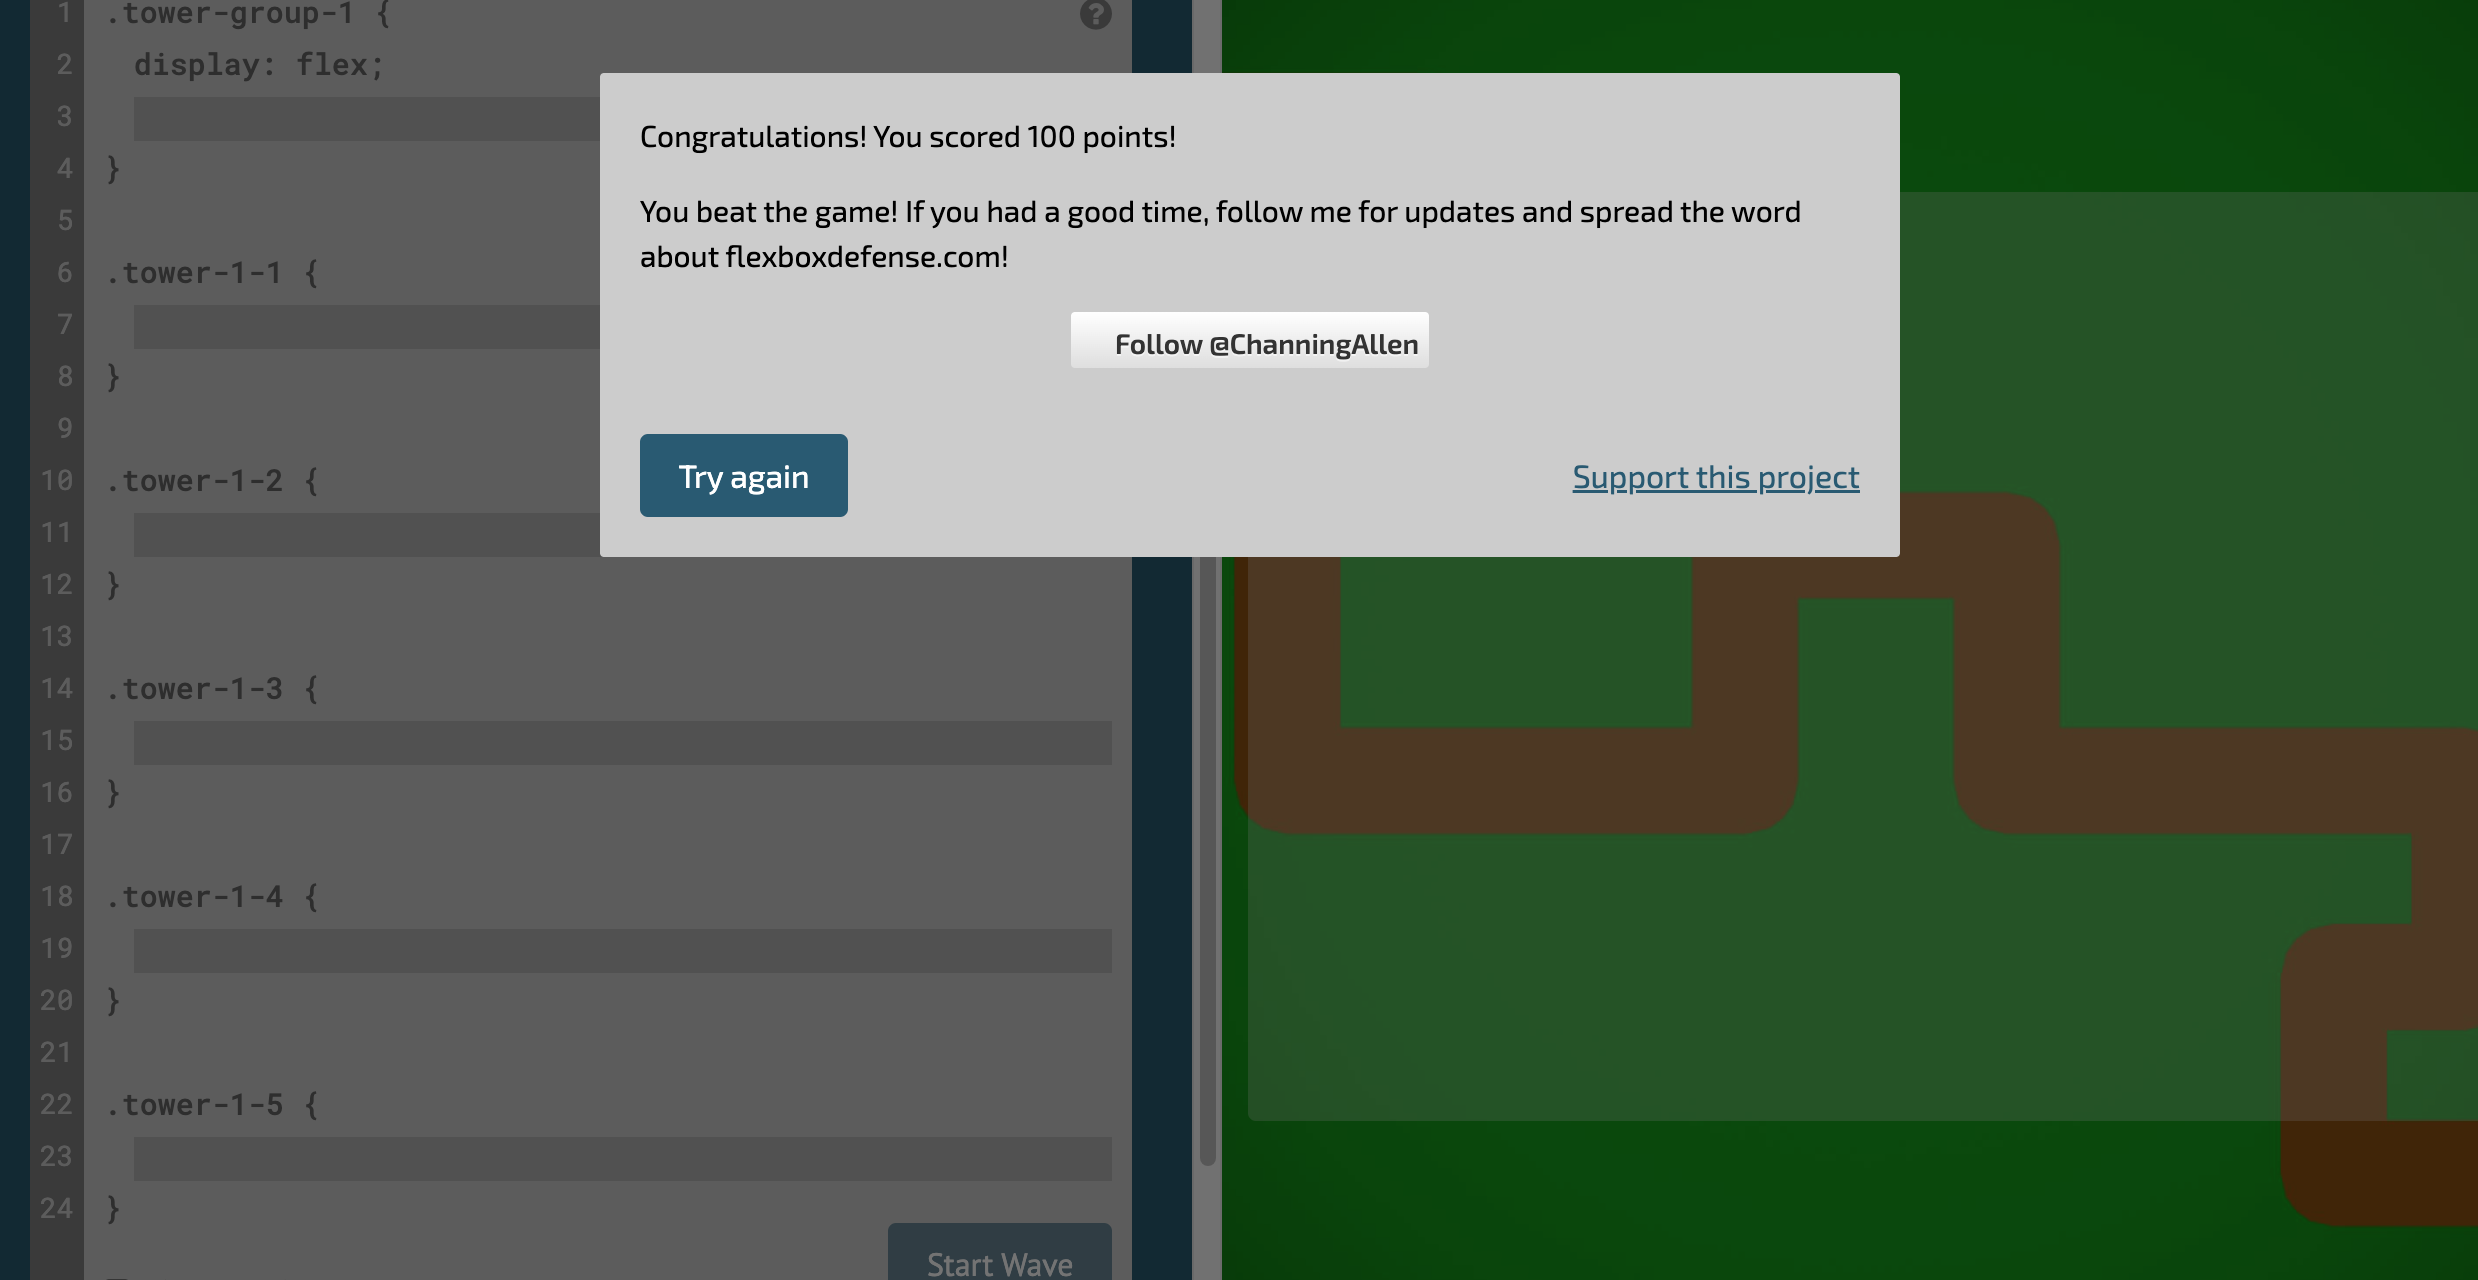 1 .tower-group-1 {
2 display: flex;
3
4 }
5
6 .tower-1-1 {
7
8 }
9
10 .tower-1-2 {
11
12 }
13
14 .tower-1-3 {
15
16 }
17
18 .tower-1-4 {
19
20 }
21
22 .tower-1-5 {
23
24 }
?
Congratulations! You scored 100 points!
You beat the game! If you had a good time, follow me for updates and spread the word
about flexboxdefense.com!
Follow @ChanningAllen
Try again
Support this project
Start Wave